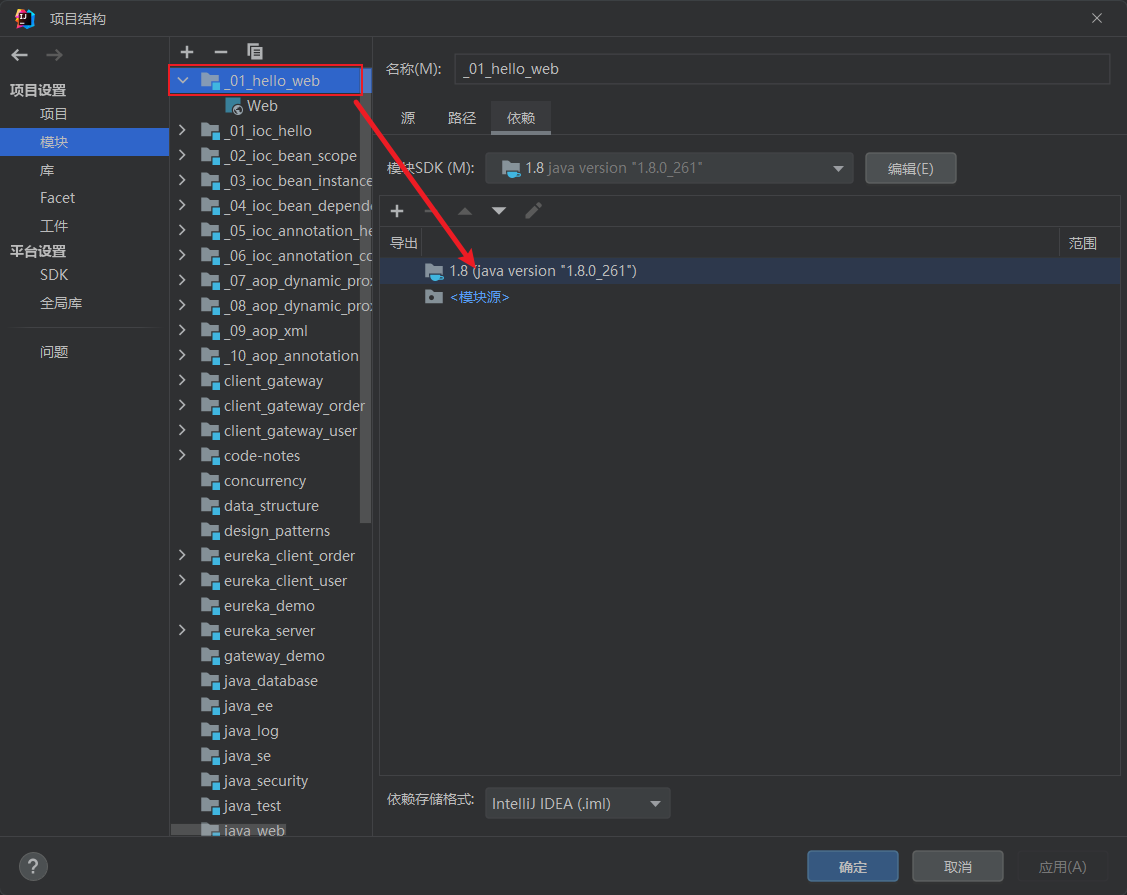 项目结构
项目设置
项目
模块
库
Facet
工件
平台设置
SDK
全局库
问题
_01_hello_web
Web
_01_ioc_hello
_02_ioc_bean_scope
_03_ioc_bean_instance
_04_ioc_bean_depende
_05_ioc_annotation_he
_06_ioc_annotation_co
_07_aop_dynamic_prox
_08_aop_dynamic_prox
_09_aop_xml
_10_aop_annotation
client_gateway
client_gateway_order
client_gateway_user
code-notes
concurrency
data_structure
design_patterns
eureka_client_order
eureka_client_user
eureka_demo
eureka_server
gateway_demo
java_database
java_ee
java_log
java_se
java_security
java_test
java_web
名称(M): _01_hello_web
源 路径 依赖
模块SDK (M): 1.8 java version "1.8.0_261" 编辑(E)
导出 范围
1.8 (java version "1.8.0_261")
<模块源>
依赖存储格式: IntelliJ IDEA (.iml)
? 确定 取消 应用(A)